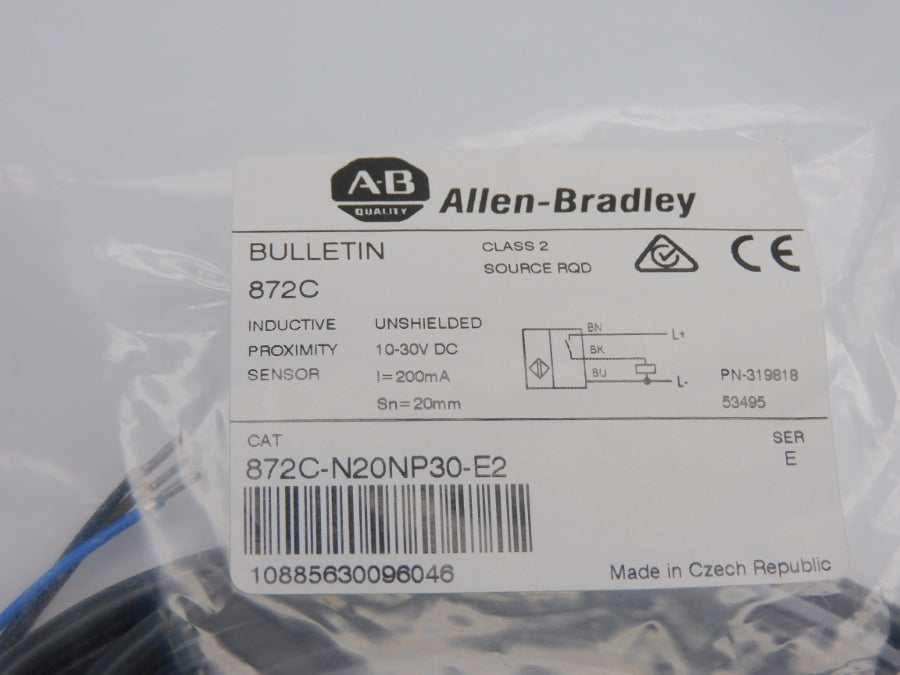 A-B
QUALITY
Allen-Bradley
BULLETIN
872C
CLASS 2
SOURCE RQD
CE
INDUCTIVE
PROXIMITY
SENSOR
UNSHIELDED
10-30V DC
I=200mA
Sn=20mm
BN
L+
BK
BU
L-
PN-319818
53495
CAT
872C-N20NP30-E2
SER
E
10885630096046
Made in Czech Republic